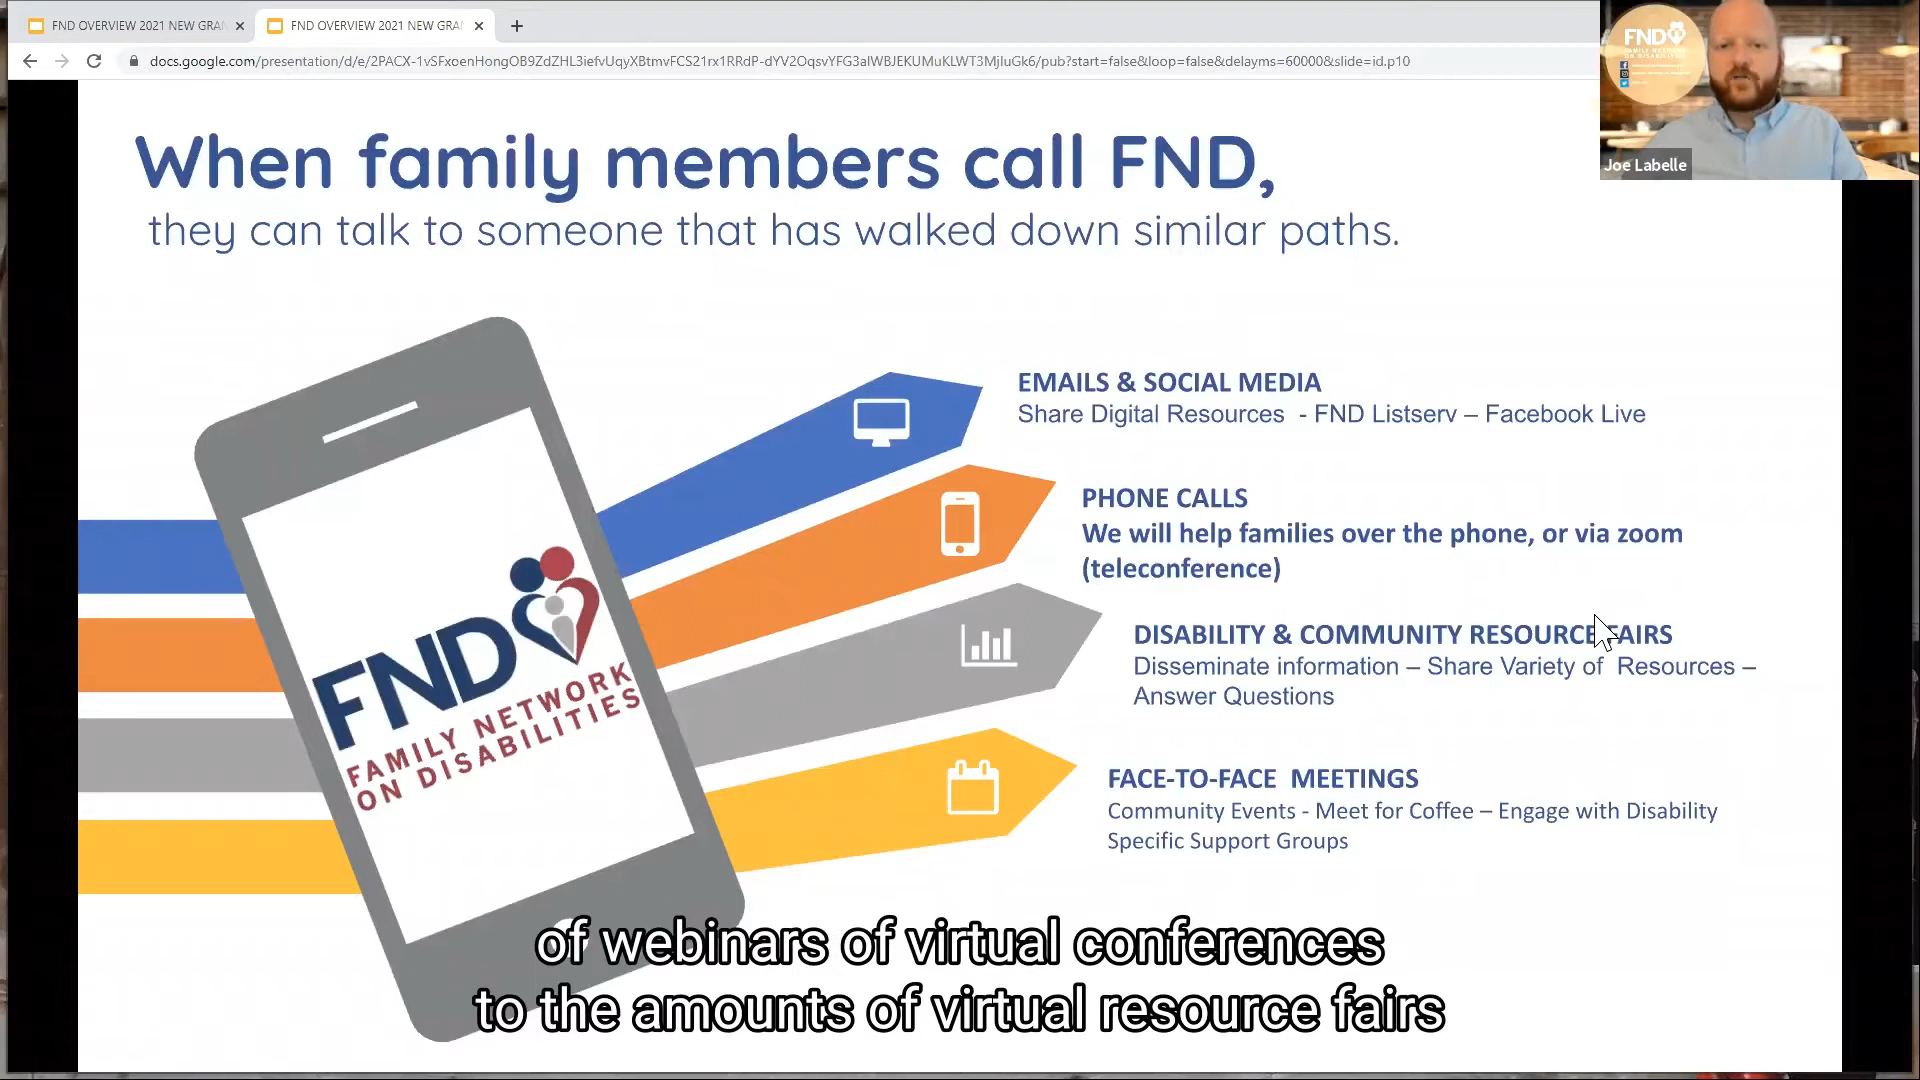 FND OVERVIEW 2021 NEW GRA
FND OVERVIEW 2021 NEW GRA
docs.google.com/presentation/d/e/2PACX-1vSFxoenHongOB9ZdZHL3iefvUqyXBtmvFCS21rx1RRdP-dYV2OqsvYFG3alWBJEKUMuKLWT3MjluGk6/pub?start=false&loop=false&delayms=60000&slide=id.p10
FND
FAMILY NETWORK
ON DISABILITIES
Joe Labelle
When family members call FND,
they can talk to someone that has walked down similar paths.
EMAILS & SOCIAL MEDIA
Share Digital Resources - FND Listserv – Facebook Live
PHONE CALLS
We will help families over the phone, or via zoom
(teleconference)
DISABILITY & COMMUNITY RESOURCE FAIRS
Disseminate information – Share Variety of Resources –
Answer Questions
FACE-TO-FACE MEETINGS
Community Events - Meet for Coffee – Engage with Disability
Specific Support Groups
FND
FAMILY NETWORK
ON DISABILITIES
of webinars of virtual conferences
to the amounts of virtual resource fairs